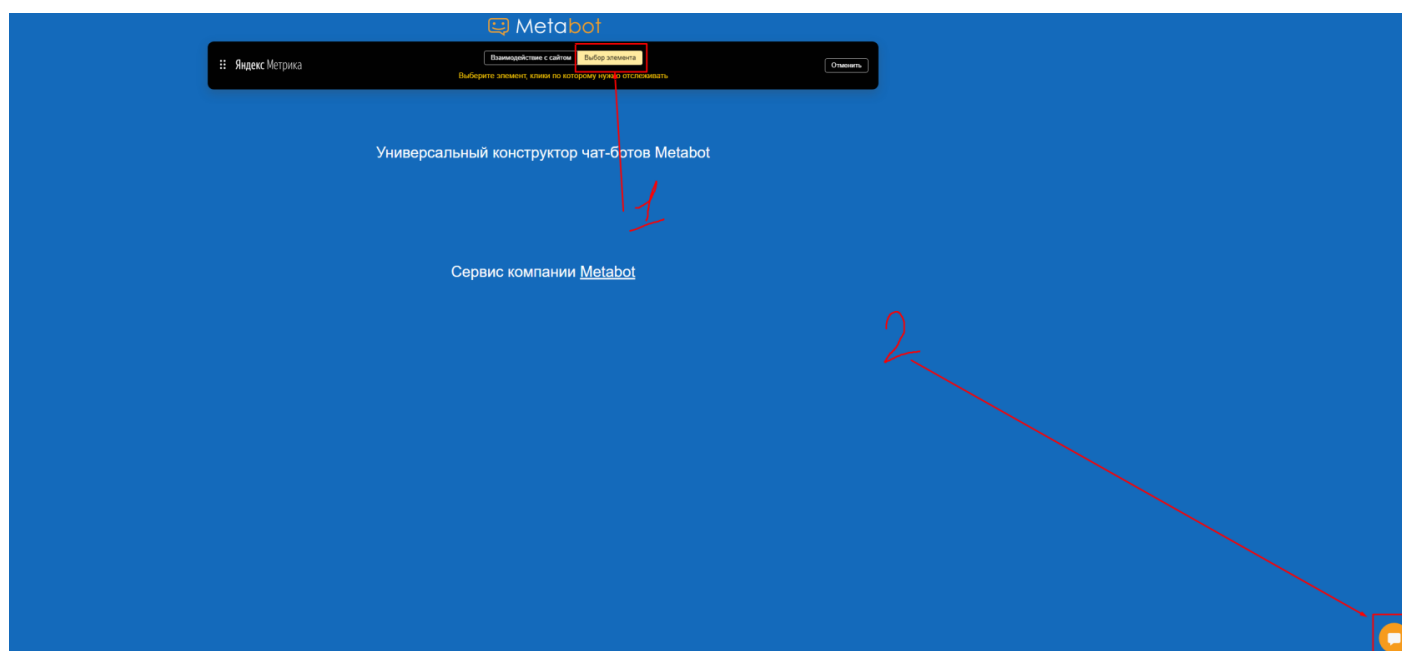 Metabot
Яндекс Метрика
Взаимодействие с сайтом Выбор элемента
Отменить
Выберите элемент, клики по которому нужно отслеживать
Универсальный конструктор чат-ботов Metabot
1
Сервис компании Metabot
2